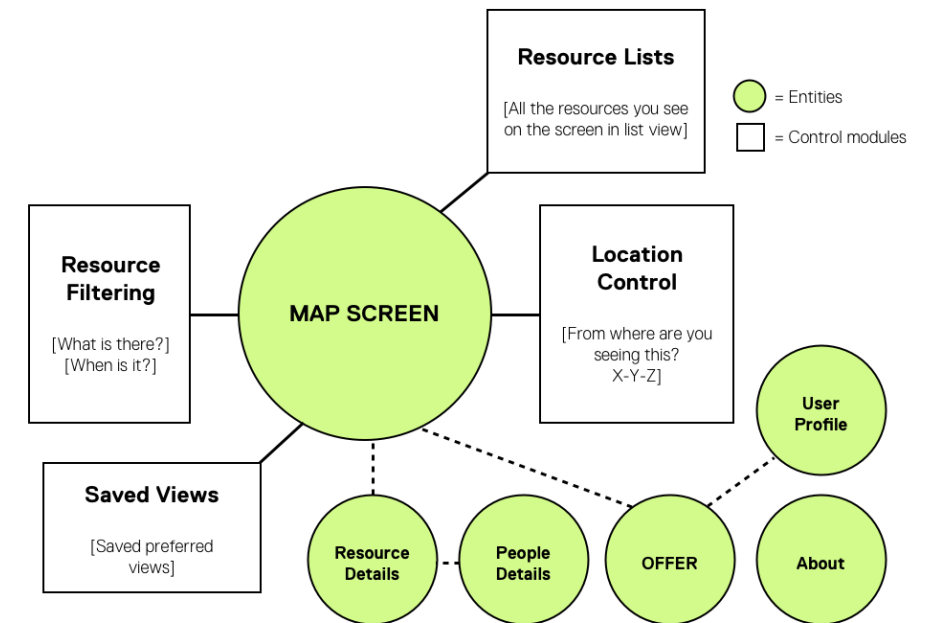 Resource Lists
[All the resources you see
on the screen in list view]
= Entities
= Control modules
Resource
Filtering
[What is there?]
[When is it?]
MAP SCREEN
Location
Control
[From where are you
seeing this?
X-Y-Z]
User
Profile
Saved Views
[Saved preferred
views]
Resource
Details
People
Details
OFFER
About